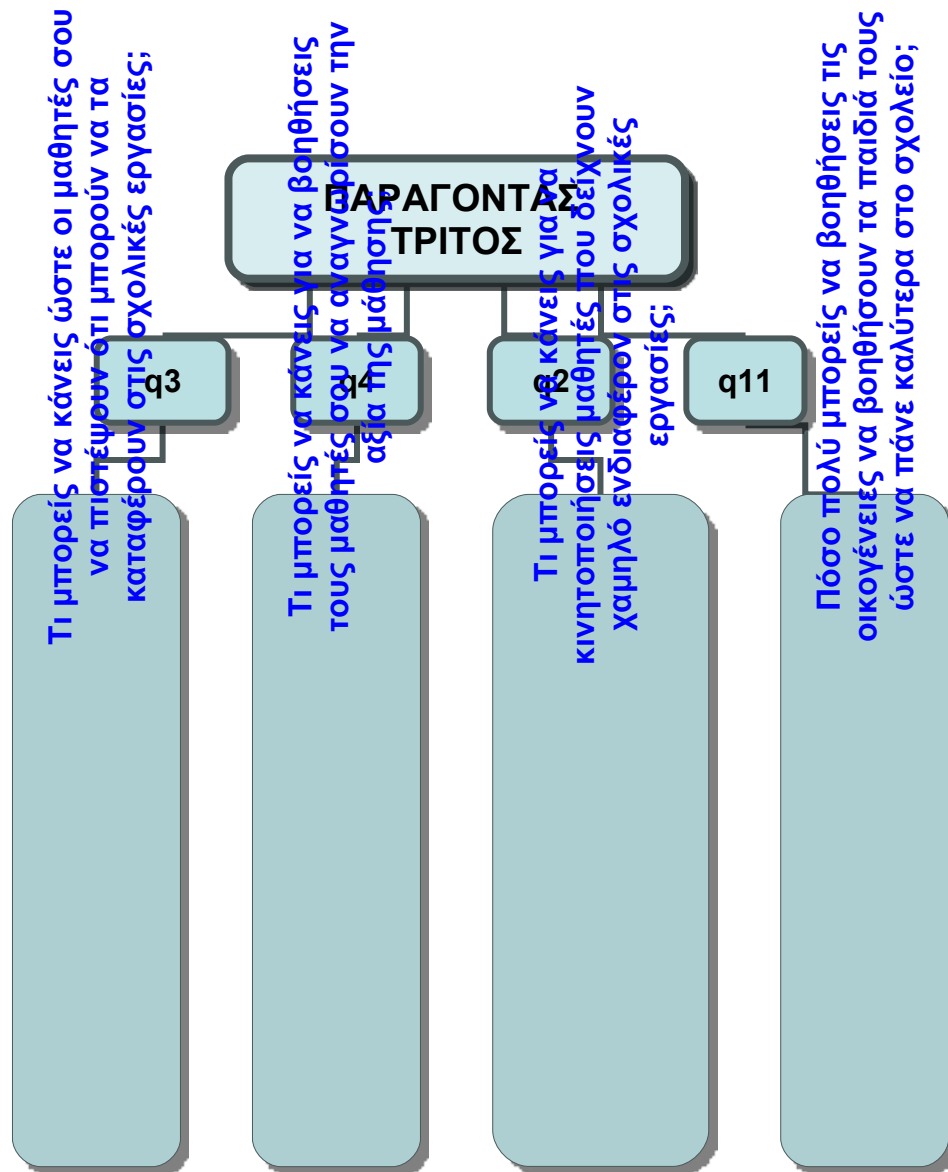 ΠΑΡΑΓΟΝΤΑΣ
ΤΡΙΤΟΣ
q3
q4
q2
q11
Τι μπορείς να κάνεις ώστε οι μαθητές σου
να πιστέψουν ότι μπορούν να τα
καταφέρουν στις σχολικές εργασίες;
Τι μπορείς να κάνεις για να βοηθήσεις
τους μαθητές σου να αναγνωρίσουν την
αξία της μάθησης;
Τι μπορείς να κάνεις για να
κινητοποιήσεις μαθητές που δείχνουν
χαμηλό ενδιαφέρον στις σχολικές
εργασίες;
Πόσο πολύ μπορείς να βοηθήσεις τις
οικογένειες να βοηθήσουν τα παιδιά τους
ώστε να πάνε καλύτερα στο σχολείο;